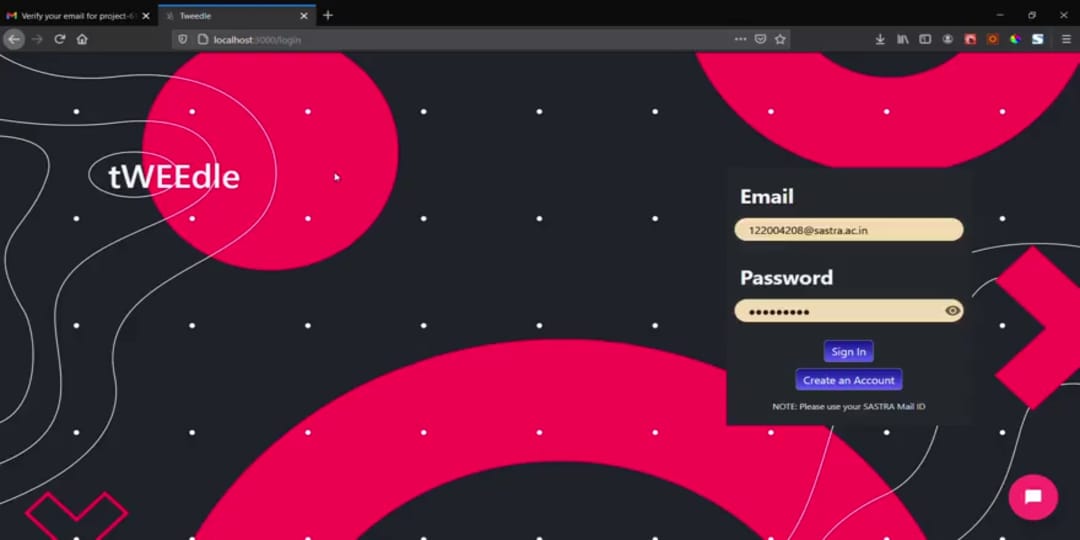 Verify your email for project-6
Tweedle
localhost:3000/login
tWEEdle
Email
122004208@sastra.ac.in
Password
Sign In
Create an Account
NOTE: Please use your SASTRA Mail ID